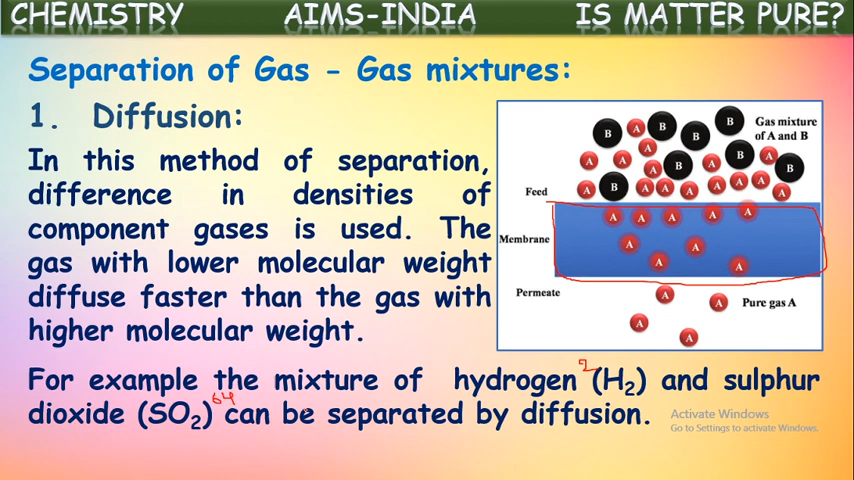 CHEMISTRY AIMS-INDIA IS MATTER PURE?
Separation of Gas - Gas mixtures:
1. Diffusion:
In this method of separation,
difference in densities of
component gases is used. The
gas with lower molecular weight
diffuse faster than the gas with
higher molecular weight.
B A B B B Gas mixture
of A and B
A A A A B A B A B
Feed A B A A A A A A A
A A A A A
Membrane A A
A A
Permeate A A Pure gas A
A A
2
For example the mixture of hydrogen (H₂) and sulphur
64
dioxide (SO₂) can be separated by diffusion.
Activate Windows
Go to Settings to activate Windows.